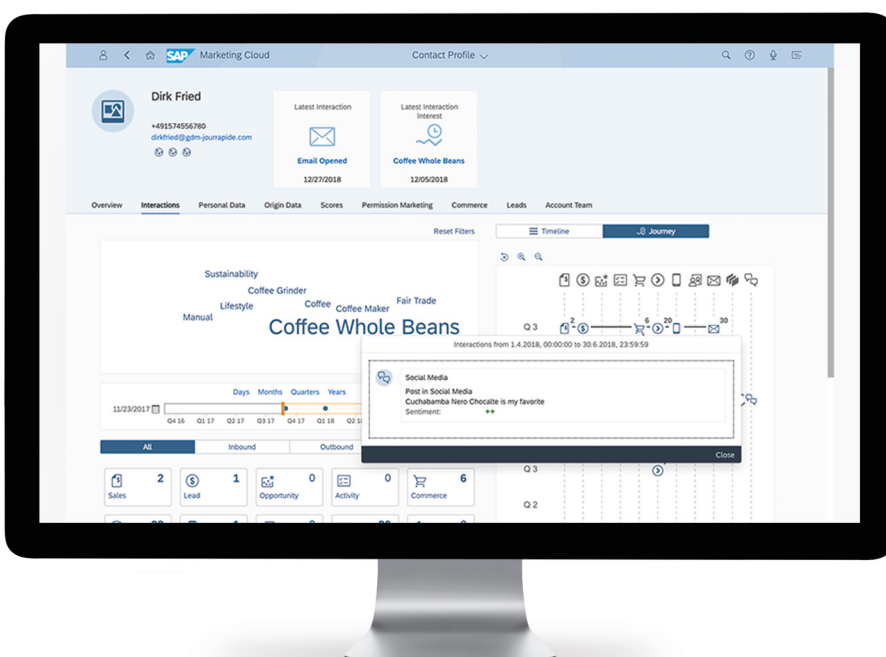 SAP Marketing Cloud
Contact Profile
Dirk Fried
+491574556780
dirkfried@gdm-jourrapide.com
Latest Interaction
Email Opened
12/27/2018
Latest Interaction
Interest
Coffee Whole Beans
12/05/2018
Overview Interactions Personal Data Origin Data Scores Permission Marketing Commerce Leads Account Team
Reset Filters
Timeline Journey
Sustainability
Coffee Grinder
Lifestyle Coffee Coffee Maker Fair Trade
Manual
Coffee Whole Beans
Q 3 2 6 20 30
Interactions from 1.4.2018, 00:00:00 to 30.6.2018, 23:59:59
Social Media
Post in Social Media
Cuchabamba Nero Chocalte is my favorite
Sentiment: ++
Close
Days Months Quarters Years
11/23/2017
Q4 16 Q1 17 Q2 17 Q3 17 Q4 17 Q1 18 Q2
All Inbound Outbound
2 1 0 0 6
Sales Lead Opportunity Activity Commerce
Q 3
Q 2